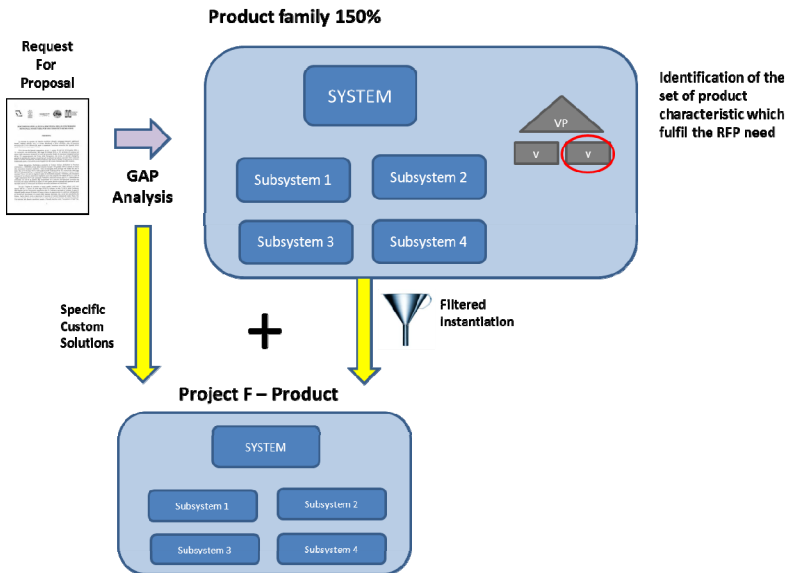 Product family 150%
Request
For
Proposal
SYSTEM
Identification of the
set of product
characteristic which
fulfil the RFP need
VP
V
V
GAP
Analysis
Subsystem 1
Subsystem 2
Subsystem 3
Subsystem 4
Specific
Custom
Solutions
+
Filtered
instantiation
Project F – Product
SYSTEM
Subsystem 1
Subsystem 2
Subsystem 3
Subsystem 4